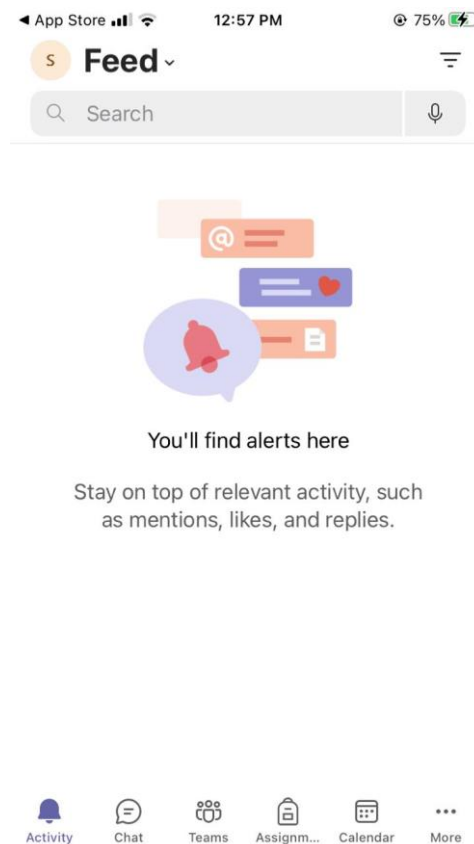 ◀ App Store 12:57 PM 75%
S Feed
Search
@
You'll find alerts here
Stay on top of relevant activity, such
as mentions, likes, and replies.
Activity Chat Teams Assignm... Calendar More